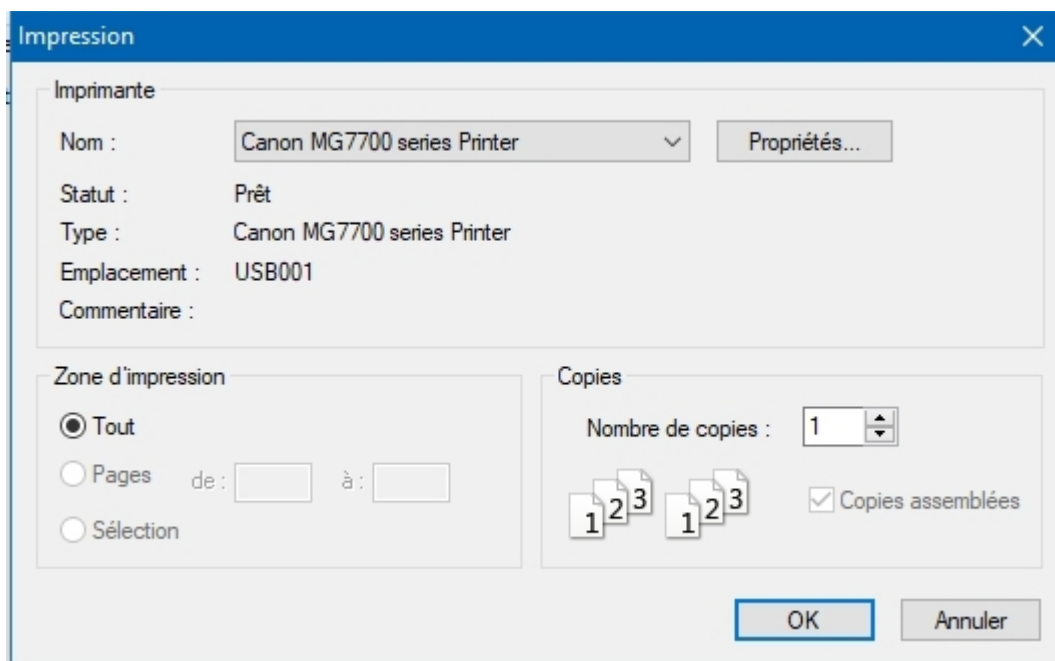 Impression
Imprimante
Nom : Canon MG7700 series Printer Propriétés...
Statut : Prêt
Type : Canon MG7700 series Printer
Emplacement : USB001
Commentaire :
Zone d'impression
Tout
Pages de : à :
Sélection
Copies
Nombre de copies : 1
1 2 3 1 2 3
Copies assemblées
OK Annuler